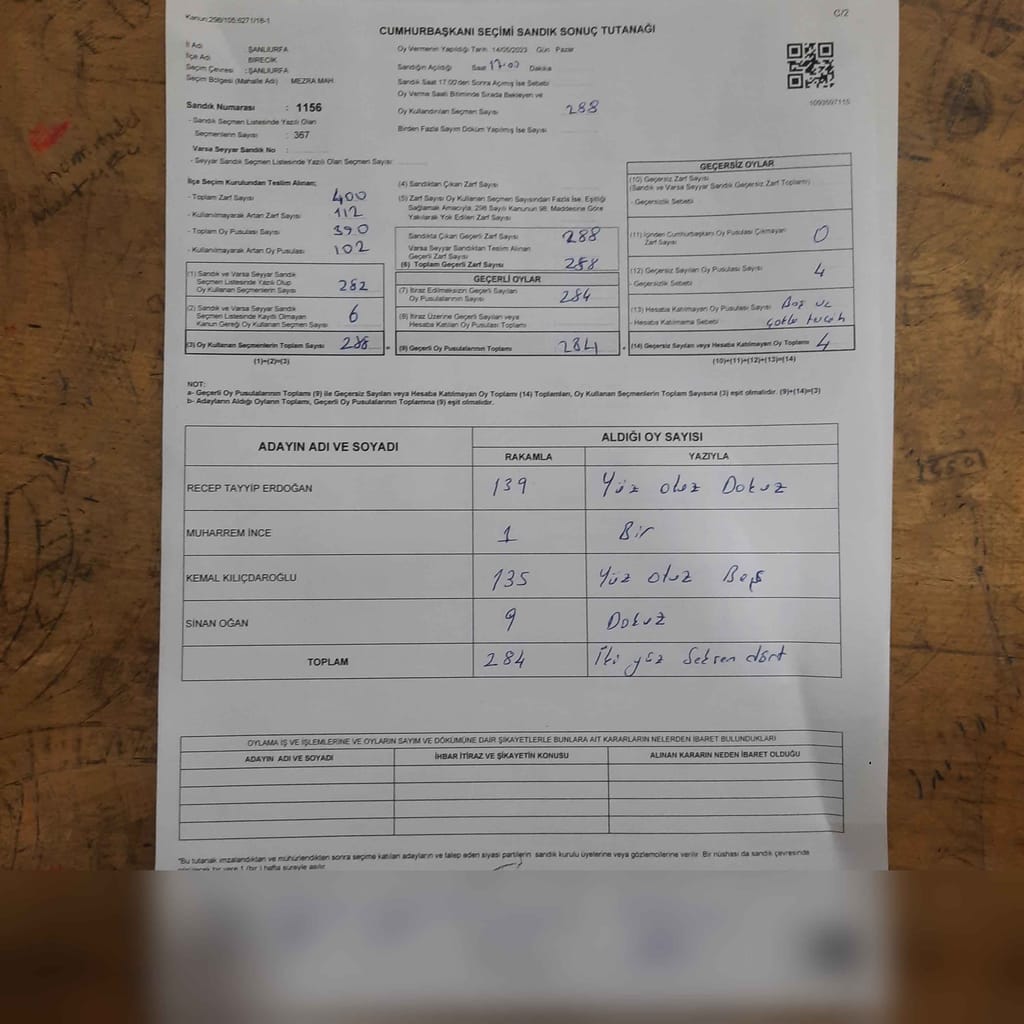 Kanun:298/105,6271/16-1
C/2
CUMHURBAŞKANI SEÇİMİ SANDIK SONUÇ TUTANAĞI
İl Adı : ŞANLIURFA
İlçe Adı : BİRECİK
Seçim Çevresi : ŞANLIURFA
Seçim Bölgesi (Mahalle Adı) MEZRA MAH.
Sandık Numarası : 1156
- Sandık Seçmen Listesinde Yazılı Olan
Seçmenlerin Sayısı : 367
Varsa Seyyar Sandık No :
- Seyyar Sandık Seçmen Listesinde Yazılı Olan Seçmen Sayısı
Oy Vermenin Yapıldığı Tarih 14/05/2023 Gün Pazar
Sandığın Açıldığı Saat 17.00 Dakika
Sandık Saat 17:00'den Sonra Açılmış İse Sebebi
Oy Verme Saati Bitiminde Sırada Bekleyen ve
Oy Kullandırılan Seçmen Sayısı 288
Birden Fazla Sayım Döküm Yapılmış İse Sayısı
1093597115
İlçe Seçim Kurulundan Teslim Alınan;
- Toplam Zarf Sayısı 400
- Kullanılmayarak Artan Zarf Sayısı 112
- Toplam Oy Pusulası Sayısı 390
- Kullanılmayarak Artan Oy Pusulası 102
(1) Sandık ve Varsa Seyyar Sandık
Seçmen Listesinde Yazılı Olup
Oy Kullanan Seçmenlerin Sayısı 282
(2) Sandık ve Varsa Seyyar Sandık
Seçmen Listesinde Kayıtlı Olmayan
Kanun Gereği Oy Kullanan Seçmen Sayısı 6
(3) Oy Kullanan Seçmenlerin Toplam Sayısı 288 =
(1)+(2)=(3)
(4) Sandıktan Çıkan Zarf Sayısı
(5) Zarf Sayısı Oy Kullanan Seçmen Sayısından Fazla İse, Eşitliği
Sağlamak Amacıyla; 298 Sayılı Kanunun 98. Maddesine Göre
Yakılarak Yok Edilen Zarf Sayısı
Sandıkta Çıkan Geçerli Zarf Sayısı 288
Varsa Seyyar Sandıktan Teslim Alınan
Geçerli Zarf Sayısı
(6) Toplam Geçerli Zarf Sayısı 288
GEÇERLİ OYLAR
(7) İtiraz Edilmeksizin Geçerli Sayılan
Oy Pusulalarının Sayısı 284
(8) İtiraz Üzerine Geçerli Sayılan veya
Hesaba Katılan Oy Pusulası Toplamı
(9) Geçerli Oy Pusulalarının Toplamı 284
GEÇERSİZ OYLAR
(10) Geçersiz Zarf Sayısı
(Sandık ve Varsa Seyyar Sandık Geçersiz Zarf Toplamı)
- Geçersizlik Sebebi
(11) İçinden Cumhurbaşkanı Oy Pusulası Çıkmayan
Zarf Sayısı 0
(12) Geçersiz Sayılan Oy Pusulası Sayısı 4
- Geçersizlik Sebebi
(13) Hesaba Katılmayan Oy Pusulası Sayısı Boş ve
- Hesaba Katılmama Sebebi
(14) Geçersiz Sayılan veya Hesaba Katılmayan Oy Toplamı 4
(10)+(11)+(12)+(13)=(14)
NOT:
a- Geçerli Oy Pusulalarının Toplamı (9) ile Geçersiz Sayılan veya Hesaba Katılmayan Oy Toplamı (14) Toplamları, Oy Kullanan Seçmenlerin Toplam Sayısına (3) eşit olmalıdır. (9)+(14)=(3)
b- Adayların Aldığı Oyların Toplamı, Geçerli Oy Pusulalarının Toplamına (9) eşit olmalıdır.
ADAYIN ADI VE SOYADI ALDIĞI OY SAYISI
RAKAMLA YAZIYLA
RECEP TAYYİP ERDOĞAN 139 Yüz otuz Dokuz
MUHARREM İNCE 1 Bir
KEMAL KILIÇDAROĞLU 135 Yüz otuz Beş
SİNAN OĞAN 9 Dokuz
TOPLAM 284 İki yüz Seksen dört
OYLAMA İŞ VE İŞLEMLERİNE VE OYLARIN SAYIM VE DÖKÜMÜNE DAİR ŞİKAYETLERLE BUNLARA AİT KARARLARIN NELERDEN İBARET BULUNDUKLARI
ADAYIN ADI VE SOYADI İHBAR İTİRAZ VE ŞİKAYETİN KONUSU ALINAN KARARIN NEDEN İBARET OLDUĞU
*Bu tutanak imzalandıktan ve mühürlendikten sonra seçime katılan adayların ve talep eden siyasi partilerin sandık kurulu üyelerine veya gözlemcilerine verilir. Bir nüshası da sandık çevresinde